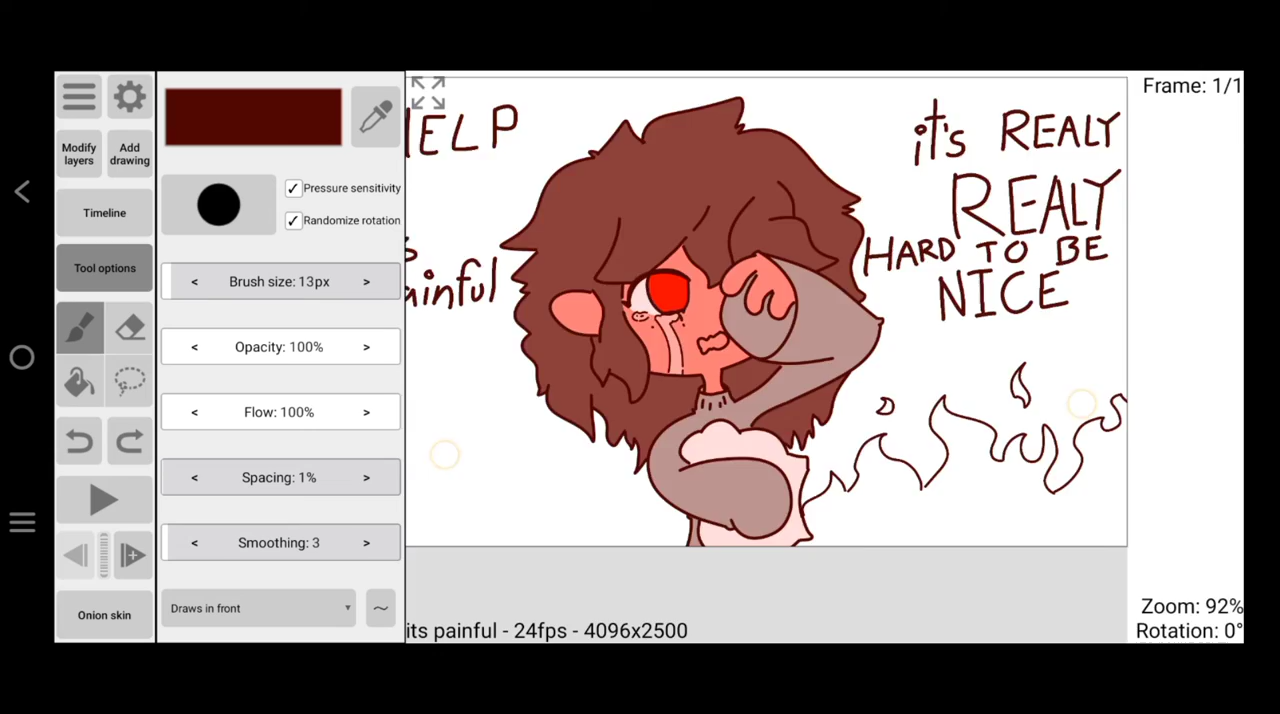 Modify
layers
Add
drawing
Timeline
Tool options
Onion skin
Pressure sensitivity
Randomize rotation
< Brush size: 13px >
< Opacity: 100% >
< Flow: 100% >
< Spacing: 1% >
< Smoothing: 3 >
Draws in front
ELP
ainful
it's REALY
REALY
HARD TO BE
NICE
its painful - 24fps - 4096x2500
Frame: 1/1
Zoom: 92%
Rotation: 0°